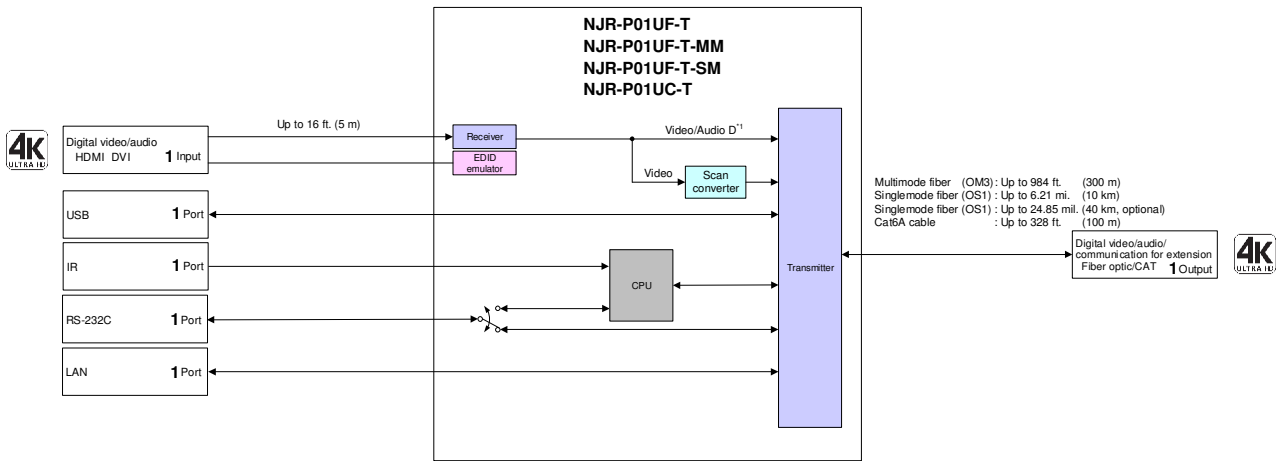 NJR-P01UF-T
NJR-P01UF-T-MM
NJR-P01UF-T-SM
NJR-P01UC-T
4K
ULTRA HD
Digital video/audio
HDMI DVI 1 Input
Up to 16 ft. (5 m)
Receiver
EDID
emulator
Video/Audio D*1
Video
Scan
converter
USB 1 Port
IR 1 Port
RS-232C 1 Port
LAN 1 Port
CPU
Transmitter
Multimode fiber (OM3) : Up to 984 ft. (300 m)
Singlemode fiber (OS1) : Up to 6.21 mi. (10 km)
Singlemode fiber (OS1) : Up to 24.85 mil. (40 km, optional)
Cat6A cable : Up to 328 ft. (100 m)
Digital video/audio/
communication for extension
Fiber optic/CAT 1 Output
4K
ULTRA HD